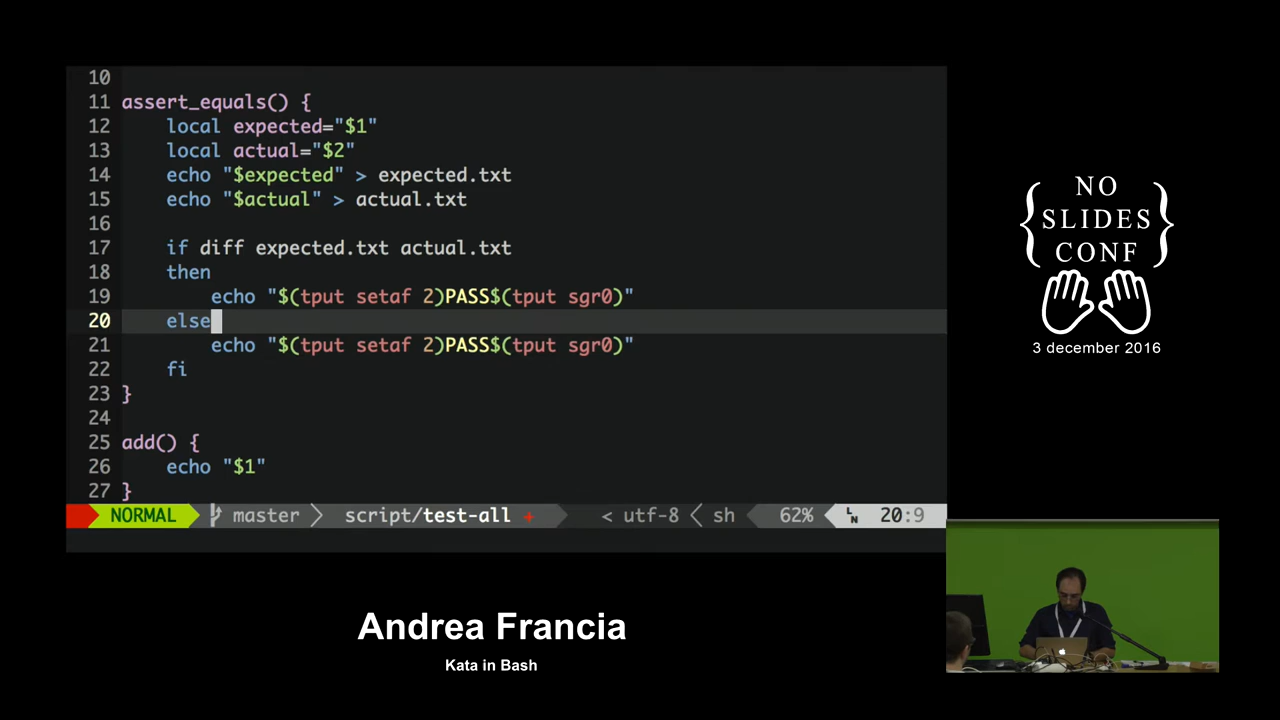 10
11 assert_equals() {
12     local expected="$1"
13     local actual="$2"
14     echo "$expected" > expected.txt
15     echo "$actual" > actual.txt
16
17     if diff expected.txt actual.txt
18     then
19         echo "$(tput setaf 2)PASS$(tput sgr0)"
20     else
21         echo "$(tput setaf 2)PASS$(tput sgr0)"
22     fi
23 }
24
25 add() {
26     echo "$1"
27 }
NORMAL master script/test-all + < utf-8 < sh 62% LN 20:9
{ NO
SLIDES
CONF }
3 december 2016
Andrea Francia
Kata in Bash